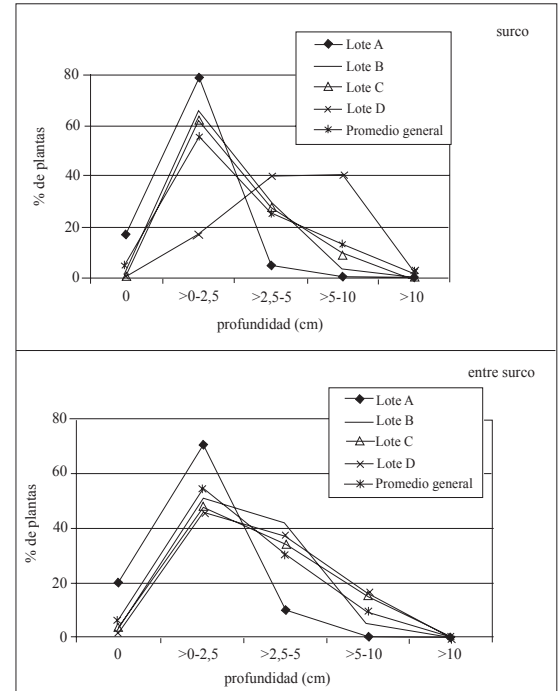 surco
Lote A
Lote B
Lote C
Lote D
Promedio general
80
60
40
20
0
% de plantas
0 >0-2,5 >2,5-5 >5-10 >10
profundidad (cm)
entre surco
Lote A
Lote B
Lote C
Lote D
Promedio general
80
60
40
20
0
% de plantas
0 >0-2,5 >2,5-5 >5-10 >10
profundidad (cm)